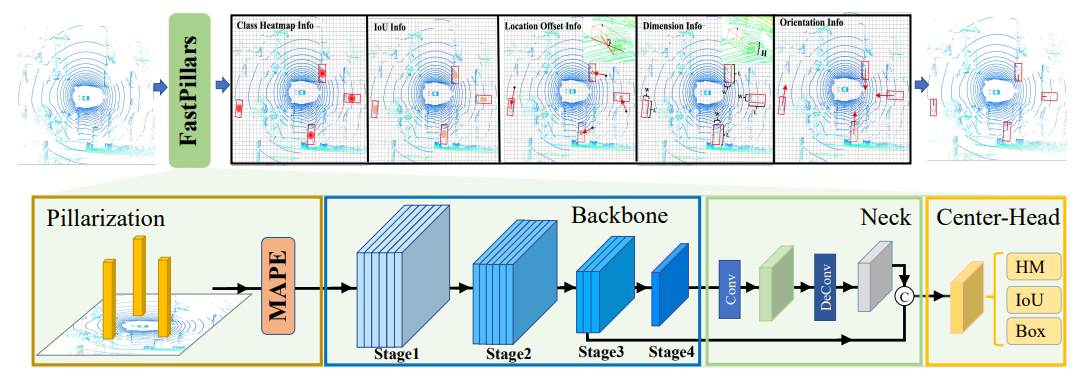 Class Heatmap Info
IoU Info
Location Offset Info
Dimension Info
Orientation Info
FastPillars
H
L
W
L
W
L
W
L
Pillarization
Backbone
Neck
Center-Head
MAPE
Conv
DeConv
C
HM
IoU
Box
Stage1
Stage2
Stage3
Stage4